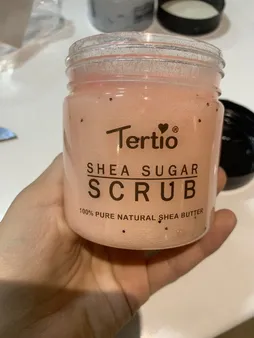 Tertio®
SHEA SUGAR
SCRUB
100% PURE NATURAL SHEA BUTTER